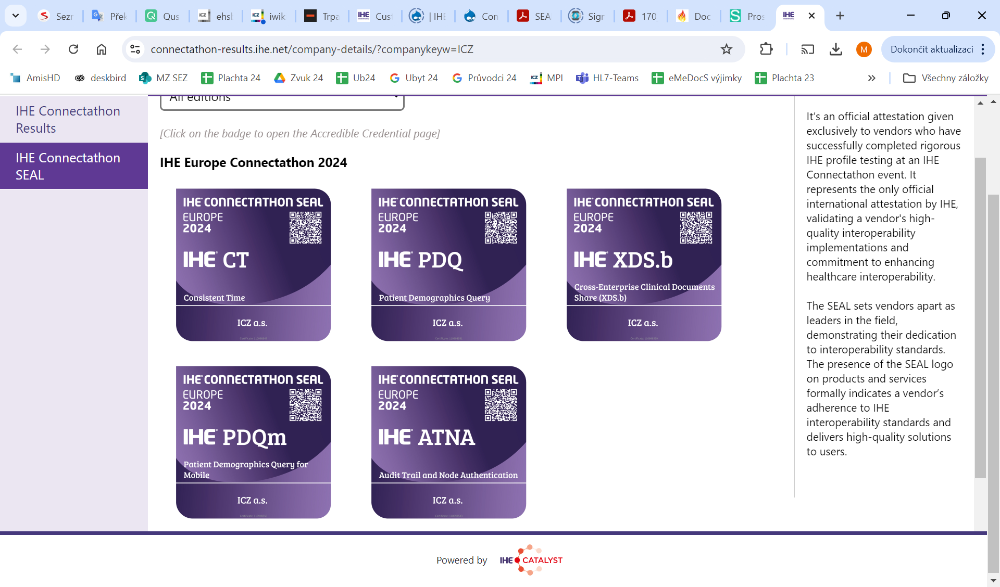 Sezn
Přek
Qus
ehsl
iwik
Trpa
Cust
| IHE
Con
SEA
Sigr
170_
Doc
Pros
connectathon-results.ihe.net/company-details/?companykeyw=ICZ
M
Dokončit aktualizaci
AmisHD
deskbird
MZ SEZ
Plachta 24
Zvuk 24
Ub24
Ubyt 24
Průvodci 24
MPI
HL7-Teams
eMeDocS výjimky
Plachta 23
»
Všechny záložky
IHE Connectathon
Results
IHE Connectathon
SEAL
All editions
[Click on the badge to open the Accredible Credential page]
IHE Europe Connectathon 2024
IHE® CONNECTATHON SEAL
EUROPE
2024
IHE® CT
Consistent Time
ICZ a.s.
IHE® CONNECTATHON SEAL
EUROPE
2024
IHE® PDQ
Patient Demographics Query
ICZ a.s.
IHE® CONNECTATHON SEAL
EUROPE
2024
IHE® XDS.b
Cross-Enterprise Clinical Documents
Share (XDS.b)
ICZ a.s.
IHE® CONNECTATHON SEAL
EUROPE
2024
IHE® PDQm
Patient Demographics Query for
Mobile
ICZ a.s.
IHE® CONNECTATHON SEAL
EUROPE
2024
IHE® ATNA
Audit Trail and Node Authentication
ICZ a.s.
It’s an official attestation given
exclusively to vendors who have
successfully completed rigorous
IHE profile testing at an IHE
Connectathon event. It
represents the only official
international attestation by IHE,
validating a vendor's high-
quality interoperability
implementations and
commitment to enhancing
healthcare interoperability.
The SEAL sets vendors apart as
leaders in the field,
demonstrating their dedication
to interoperability standards.
The presence of the SEAL logo
on products and services
formally indicates a vendor’s
adherence to IHE
interoperability standards and
delivers high-quality solutions
to users.
Powered by
IHE CATALYST